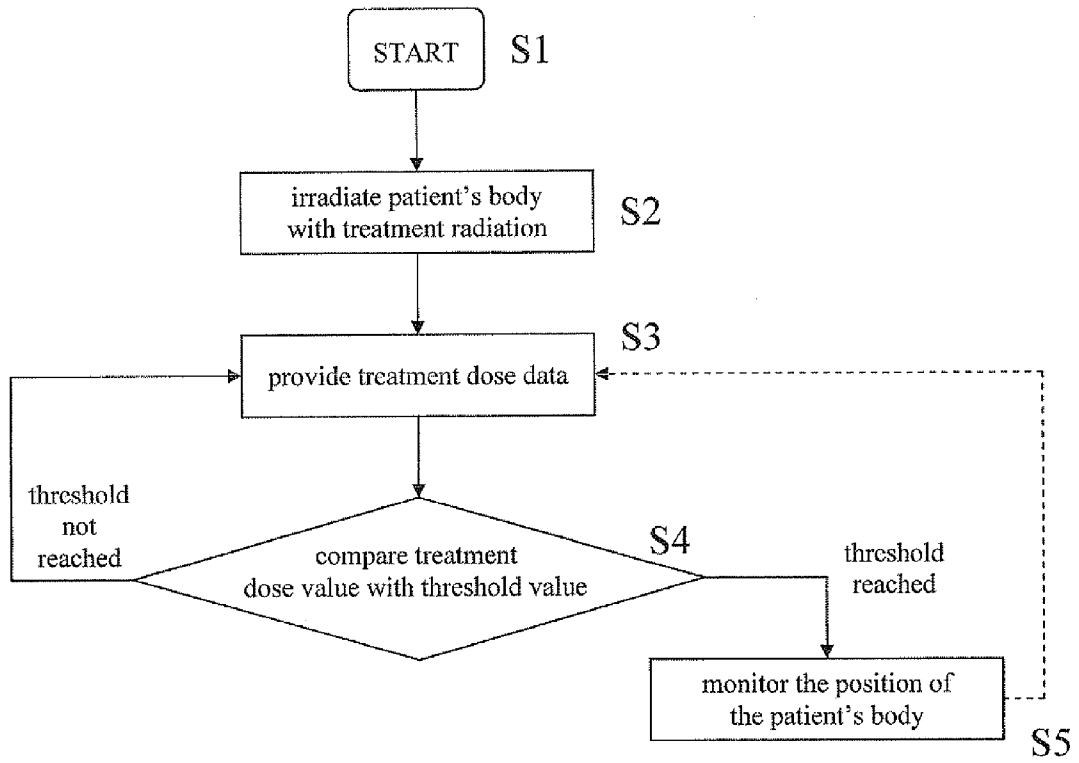 START
S1
irradiate patient's body
with treatment radiation
S2
S3
provide treatment dose data
threshold
not
reached
S4
compare treatment
dose value with threshold value
threshold
reached
monitor the position of
the patient's body
S5